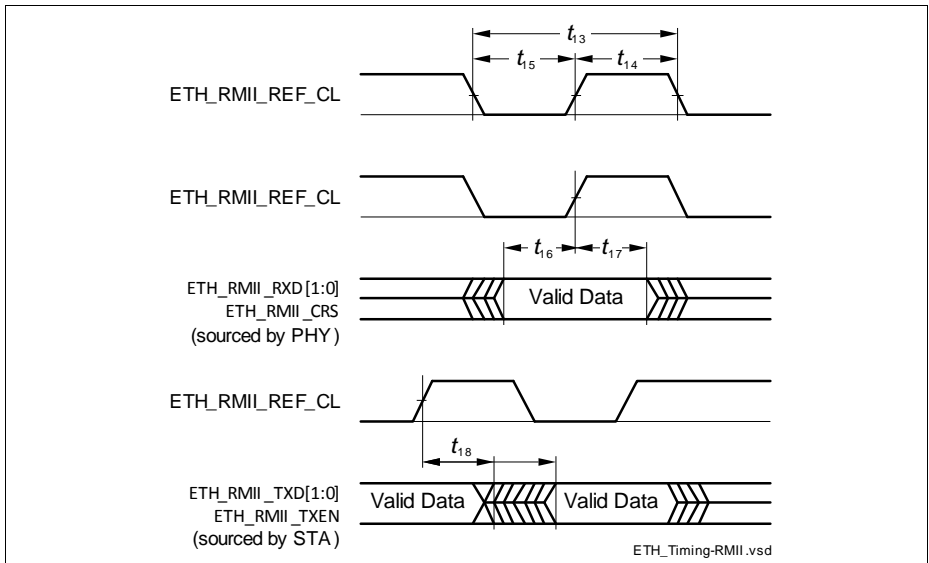 t13
t15 t14
ETH_RMII_REF_CL
ETH_RMII_REF_CL
t16 t17
ETH_RMII_RXD[1:0]
ETH_RMII_CRS
(sourced by PHY)
Valid Data
ETH_RMII_REF_CL
t18
ETH_RMII_TXD[1:0]
ETH_RMII_TXEN
(sourced by STA)
Valid Data Valid Data
ETH_Timing-RMII.vsd